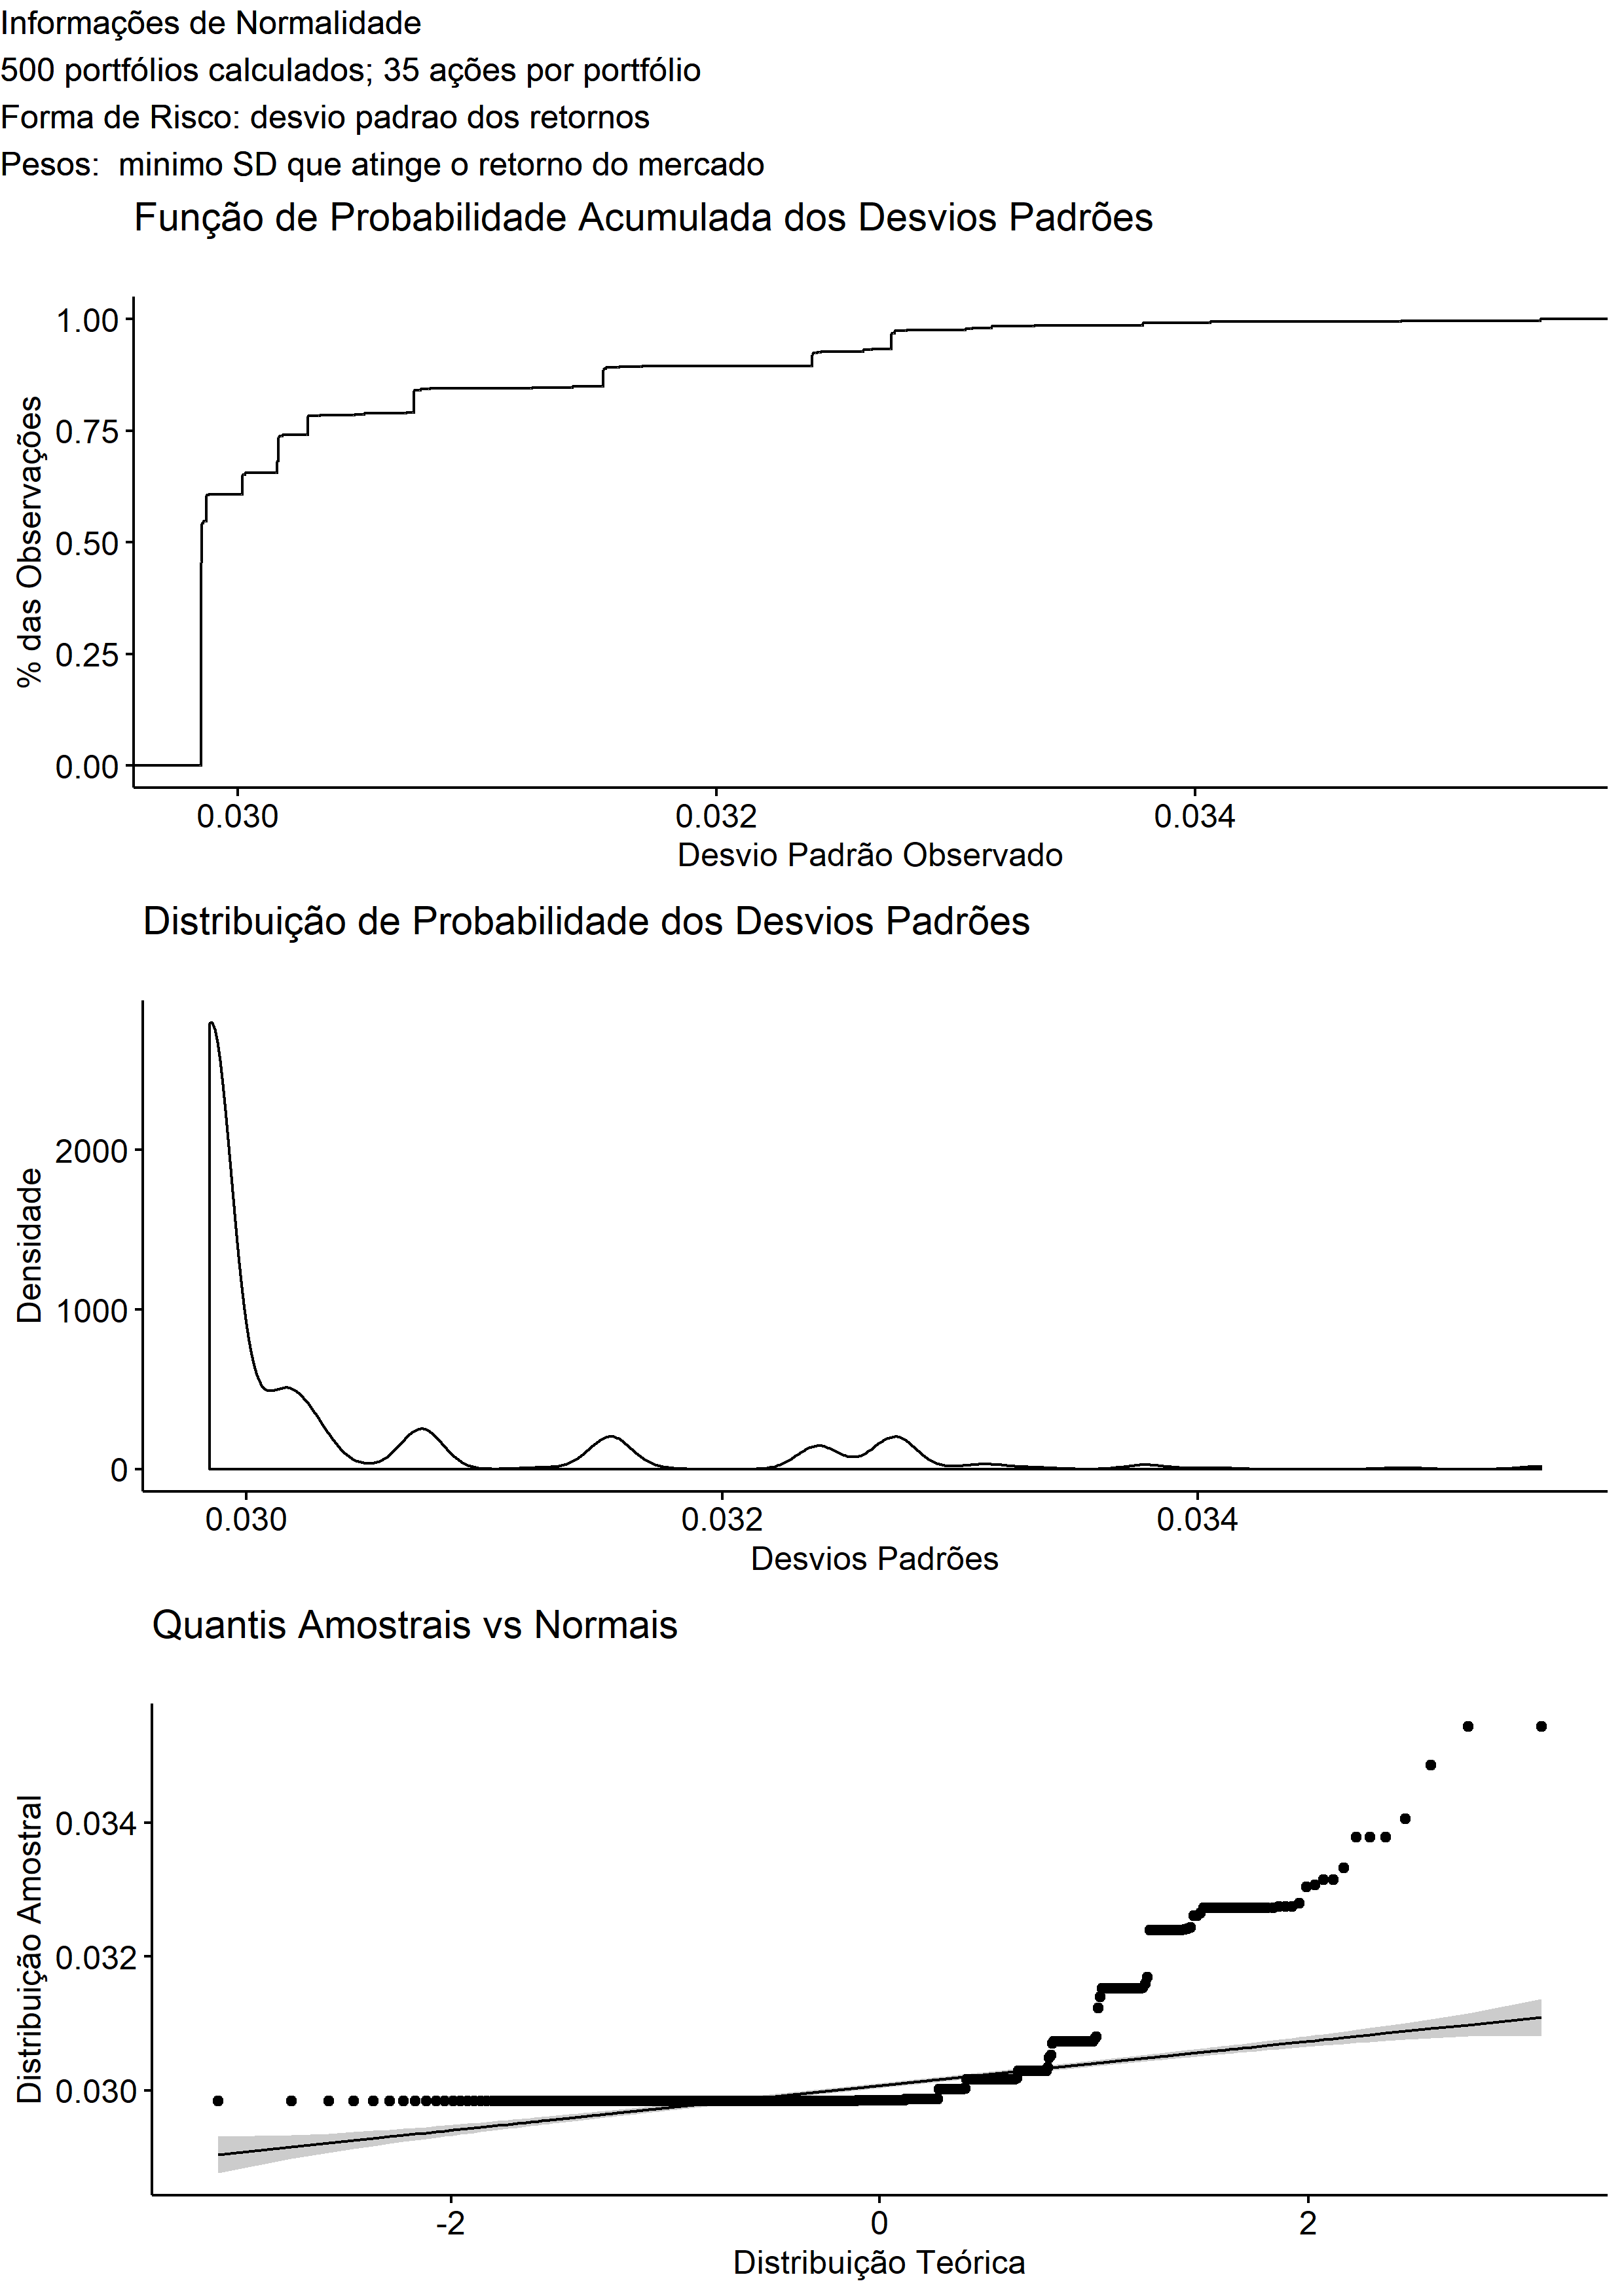 Informações de Normalidade
500 portfólios calculados; 35 ações por portfólio
Forma de Risco: desvio padrao dos retornos
Pesos:  minimo SD que atinge o retorno do mercado
Função de Probabilidade Acumulada dos Desvios Padrões
% das Observações
1.00
0.75
0.50
0.25
0.00
0.030
0.032
0.034
Desvio Padrão Observado
Distribuição de Probabilidade dos Desvios Padrões
Densidade
2000
1000
0
0.030
0.032
0.034
Desvios Padrões
Quantis Amostrais vs Normais
Distribuição Amostral
0.034
0.032
0.030
-2
0
2
Distribuição Teórica